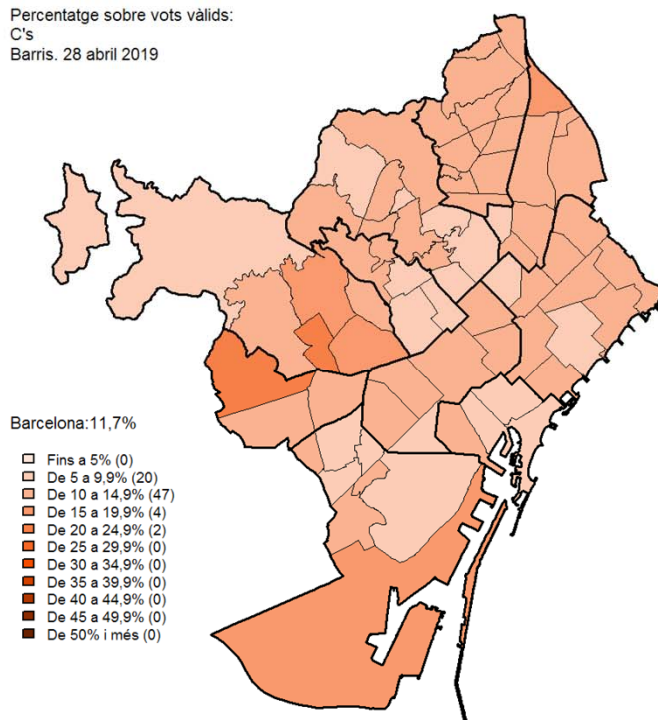 Percentatge sobre vots vàlids:
C's
Barris. 28 abril 2019
Barcelona:11,7%
Fins a 5% (0)
De 5 a 9,9% (20)
De 10 a 14,9% (47)
De 15 a 19,9% (4)
De 20 a 24,9% (2)
De 25 a 29,9% (0)
De 30 a 34,9% (0)
De 35 a 39,9% (0)
De 40 a 44,9% (0)
De 45 a 49,9% (0)
De 50% i més (0)